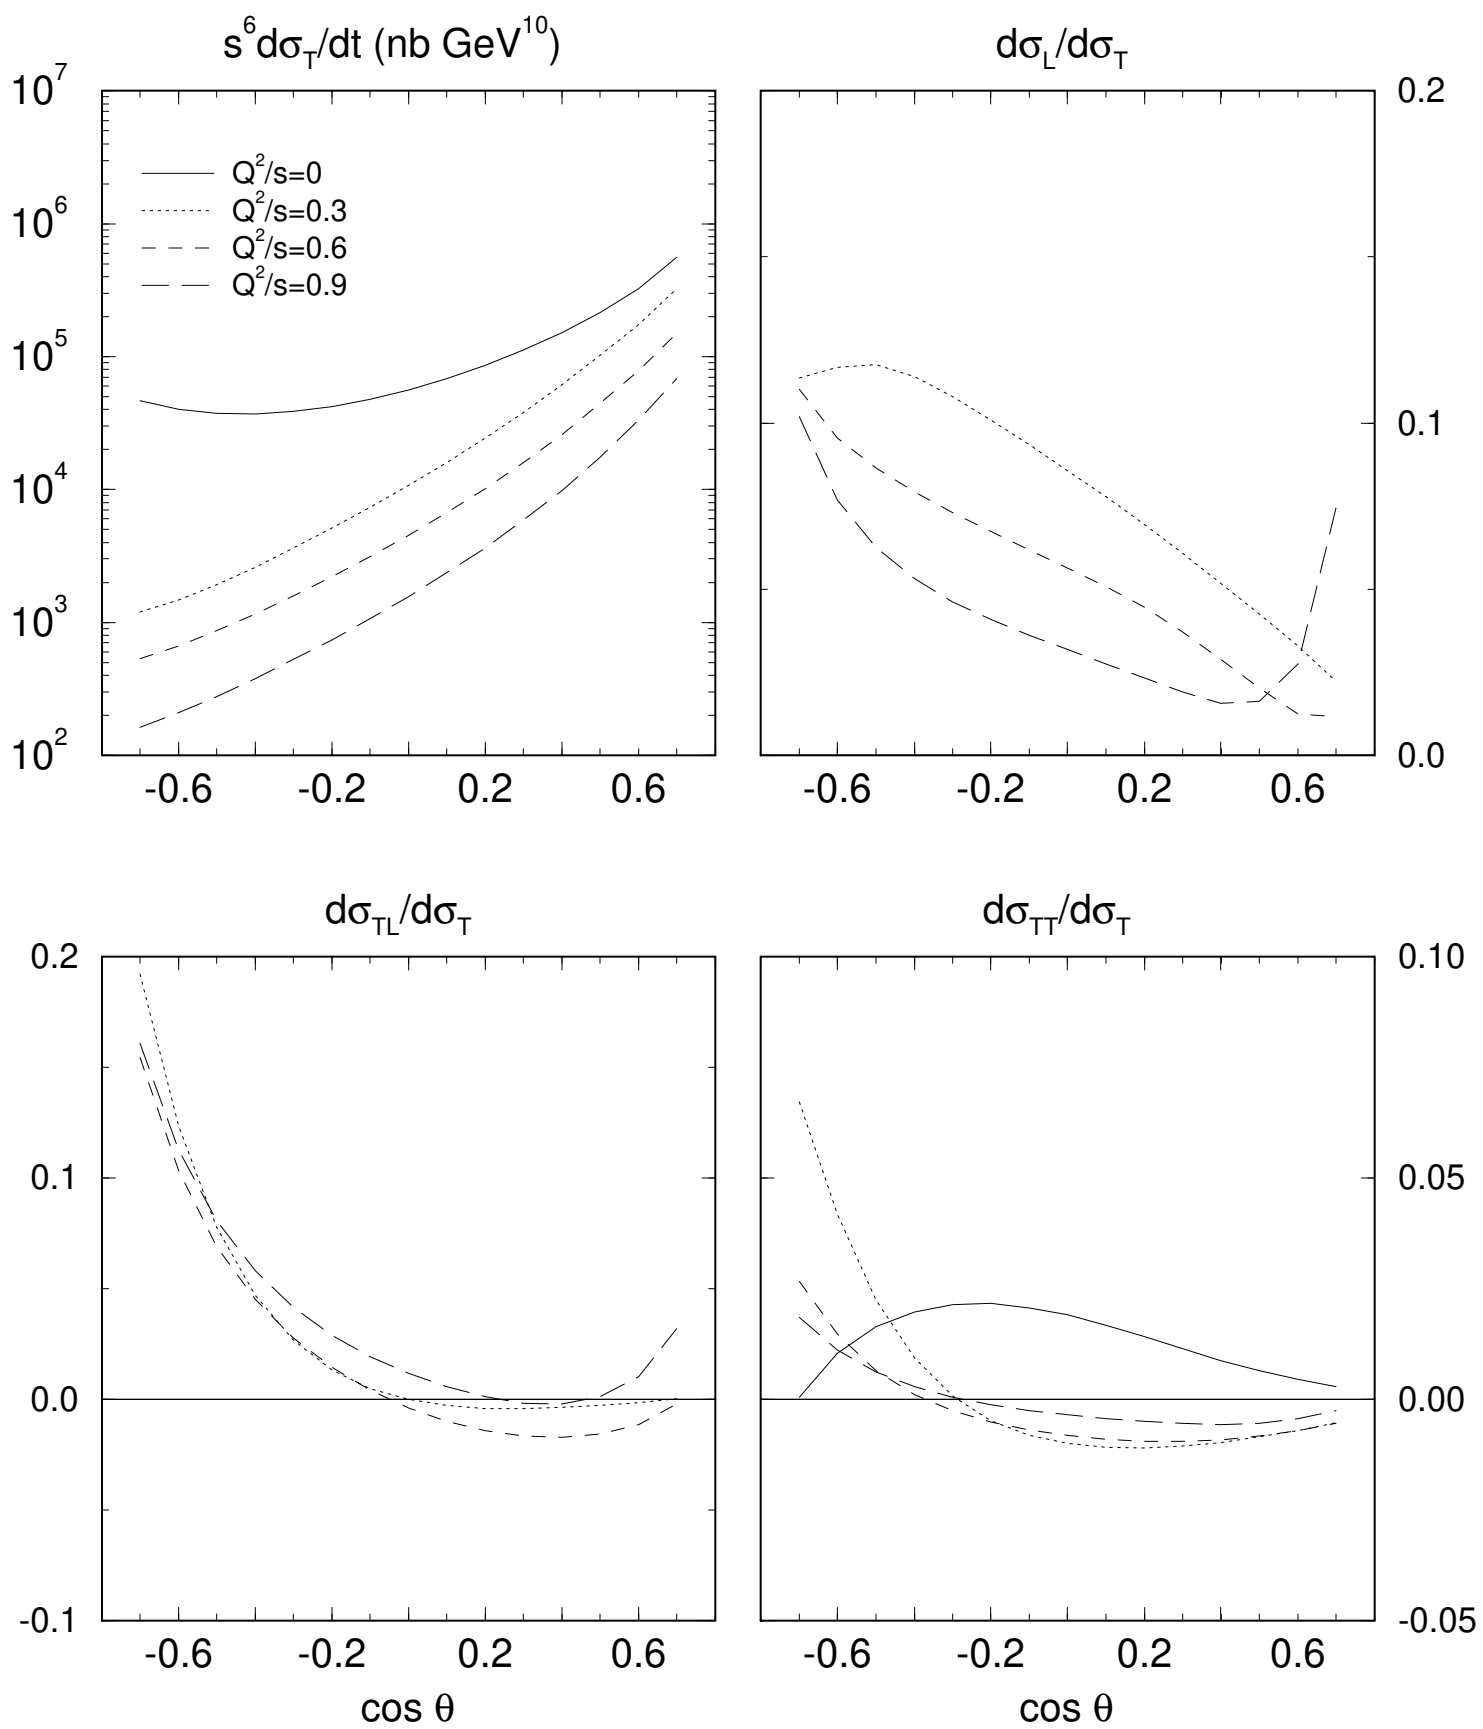 s^6dσ_T/dt (nb GeV^10)
dσ_L/dσ_T
10^7
10^6
10^5
10^4
10^3
10^2
Q^2/s=0
Q^2/s=0.3
Q^2/s=0.6
Q^2/s=0.9
-0.6 -0.2 0.2 0.6
0.2
0.1
0.0
-0.6 -0.2 0.2 0.6
dσ_TL/dσ_T
dσ_TT/dσ_T
0.2
0.1
0.0
-0.1
-0.6 -0.2 0.2 0.6
cos θ
0.10
0.05
0.00
-0.05
-0.6 -0.2 0.2 0.6
cos θ